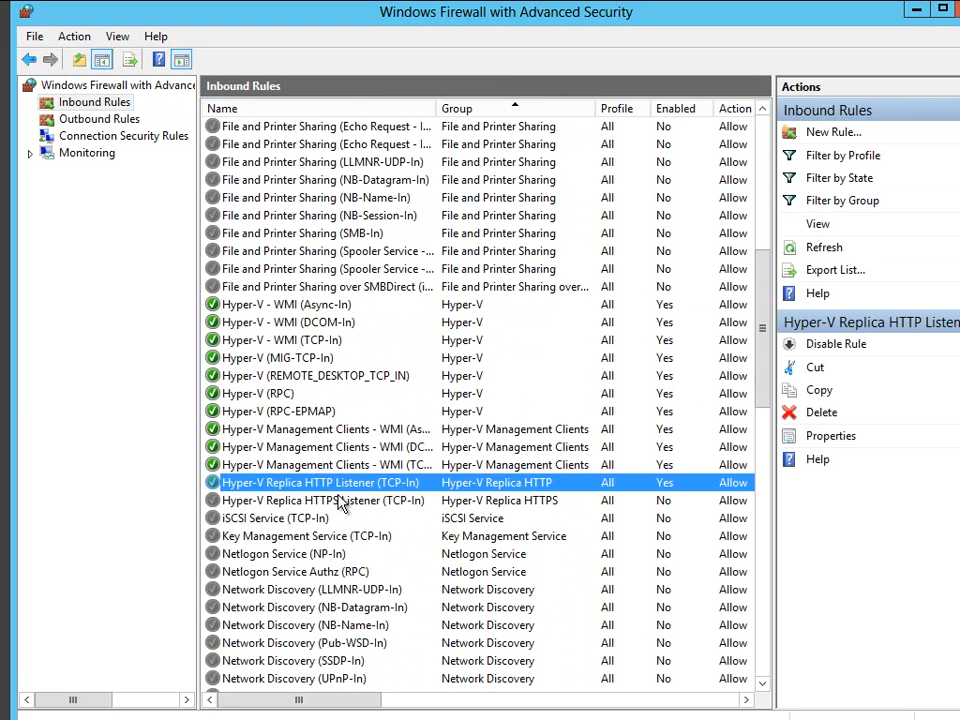 Windows Firewall with Advanced Security
File Action View Help
Windows Firewall with Advance
Inbound Rules
Outbound Rules
Connection Security Rules
Monitoring
Inbound Rules
Name Group Profile Enabled Action
File and Printer Sharing (Echo Request - I... File and Printer Sharing All No Allow
File and Printer Sharing (Echo Request - I... File and Printer Sharing All No Allow
File and Printer Sharing (LLMNR-UDP-In) File and Printer Sharing All No Allow
File and Printer Sharing (NB-Datagram-In) File and Printer Sharing All No Allow
File and Printer Sharing (NB-Name-In) File and Printer Sharing All No Allow
File and Printer Sharing (NB-Session-In) File and Printer Sharing All No Allow
File and Printer Sharing (SMB-In) File and Printer Sharing All No Allow
File and Printer Sharing (Spooler Service -... File and Printer Sharing All No Allow
File and Printer Sharing (Spooler Service -... File and Printer Sharing All No Allow
File and Printer Sharing over SMBDirect (i... File and Printer Sharing over... All No Allow
Hyper-V - WMI (Async-In) Hyper-V All Yes Allow
Hyper-V - WMI (DCOM-In) Hyper-V All Yes Allow
Hyper-V - WMI (TCP-In) Hyper-V All Yes Allow
Hyper-V (MIG-TCP-In) Hyper-V All Yes Allow
Hyper-V (REMOTE_DESKTOP_TCP_IN) Hyper-V All Yes Allow
Hyper-V (RPC) Hyper-V All Yes Allow
Hyper-V (RPC-EPMAP) Hyper-V All Yes Allow
Hyper-V Management Clients - WMI (As... Hyper-V Management Clients All Yes Allow
Hyper-V Management Clients - WMI (DC... Hyper-V Management Clients All Yes Allow
Hyper-V Management Clients - WMI (TC... Hyper-V Management Clients All Yes Allow
Hyper-V Replica HTTP Listener (TCP-In) Hyper-V Replica HTTP All Yes Allow
Hyper-V Replica HTTPS Listener (TCP-In) Hyper-V Replica HTTPS All No Allow
iSCSI Service (TCP-In) iSCSI Service All No Allow
Key Management Service (TCP-In) Key Management Service All No Allow
Netlogon Service (NP-In) Netlogon Service All No Allow
Netlogon Service Authz (RPC) Netlogon Service All No Allow
Network Discovery (LLMNR-UDP-In) Network Discovery All No Allow
Network Discovery (NB-Datagram-In) Network Discovery All No Allow
Network Discovery (NB-Name-In) Network Discovery All No Allow
Network Discovery (Pub-WSD-In) Network Discovery All No Allow
Network Discovery (SSDP-In) Network Discovery All No Allow
Network Discovery (UPnP-In) Network Discovery All No Allow
Actions
Inbound Rules
New Rule...
Filter by Profile
Filter by State
Filter by Group
View
Refresh
Export List...
Help
Hyper-V Replica HTTP Listen
Disable Rule
Cut
Copy
Delete
Properties
Help